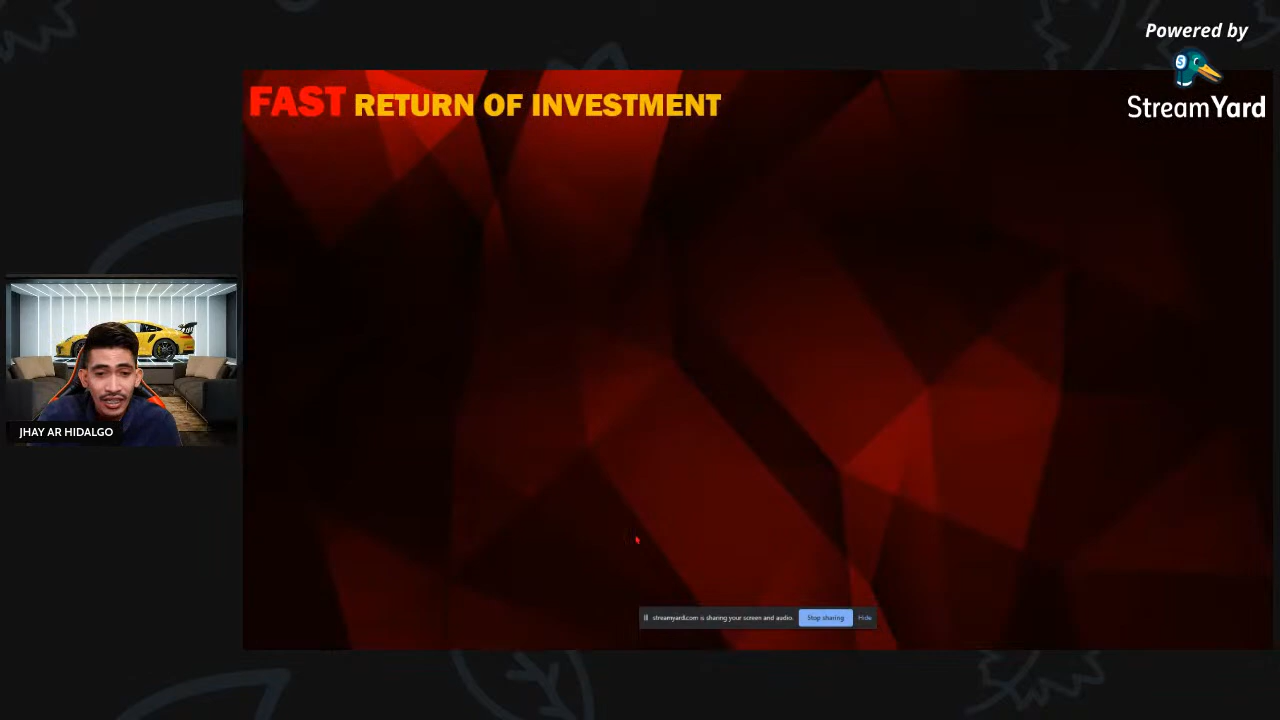 Powered by
StreamYard
FAST RETURN OF INVESTMENT
JHAY AR HIDALGO
streamyard.com is sharing your screen and audio. Stop sharing Hide